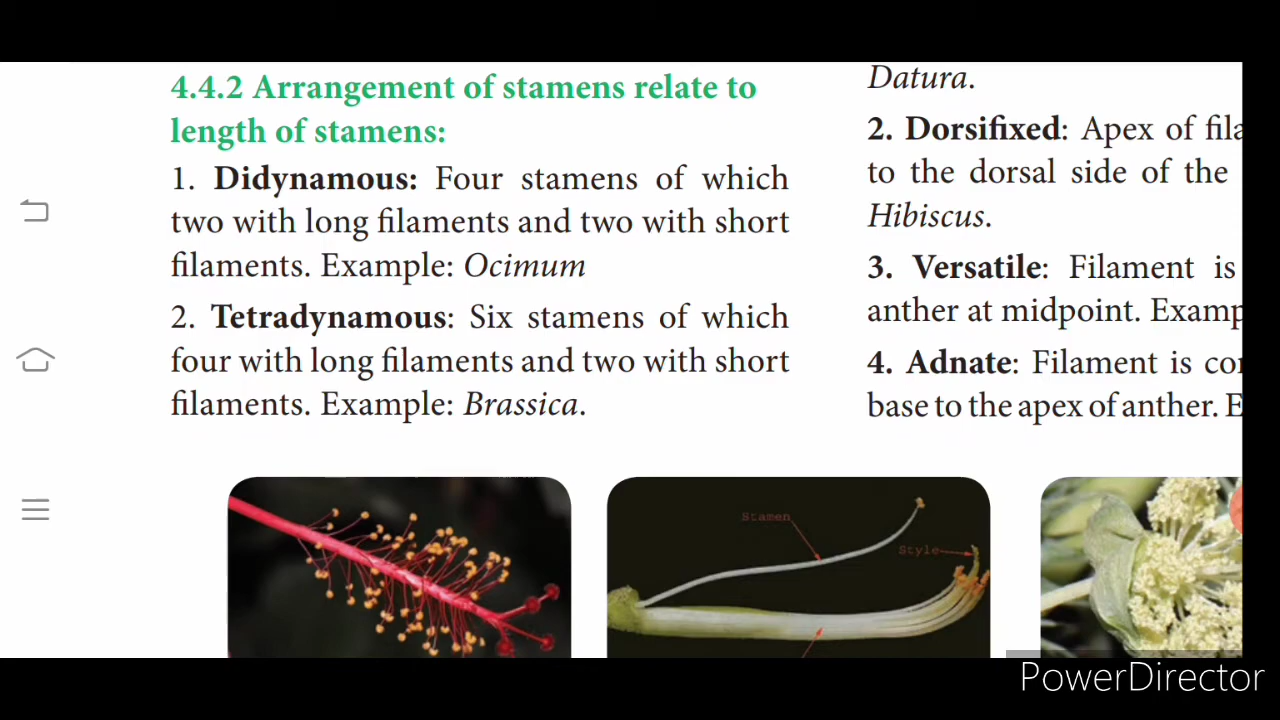 4.4.2 Arrangement of stamens relate to
length of stamens:
1. Didynamous: Four stamens of which
two with long filaments and two with short
filaments. Example: Ocimum
2. Tetradynamous: Six stamens of which
four with long filaments and two with short
filaments. Example: Brassica.
Datura.
2. Dorsifixed: Apex of fila
to the dorsal side of the
Hibiscus.
3. Versatile: Filament is
anther at midpoint. Examp
4. Adnate: Filament is con
base to the apex of anther. E
Stamen
Style
PowerDirector